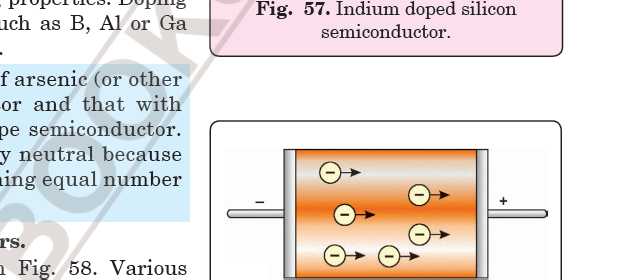 properties. Doping
uch as B, Al or Ga
.
f arsenic (or other
tor and that with
pe semiconductor.
y neutral because
ning equal number
rs.
n Fig. 58. Various
Fig. 57. Indium doped silicon
semiconductor.
– +
–
–
–
–
– –